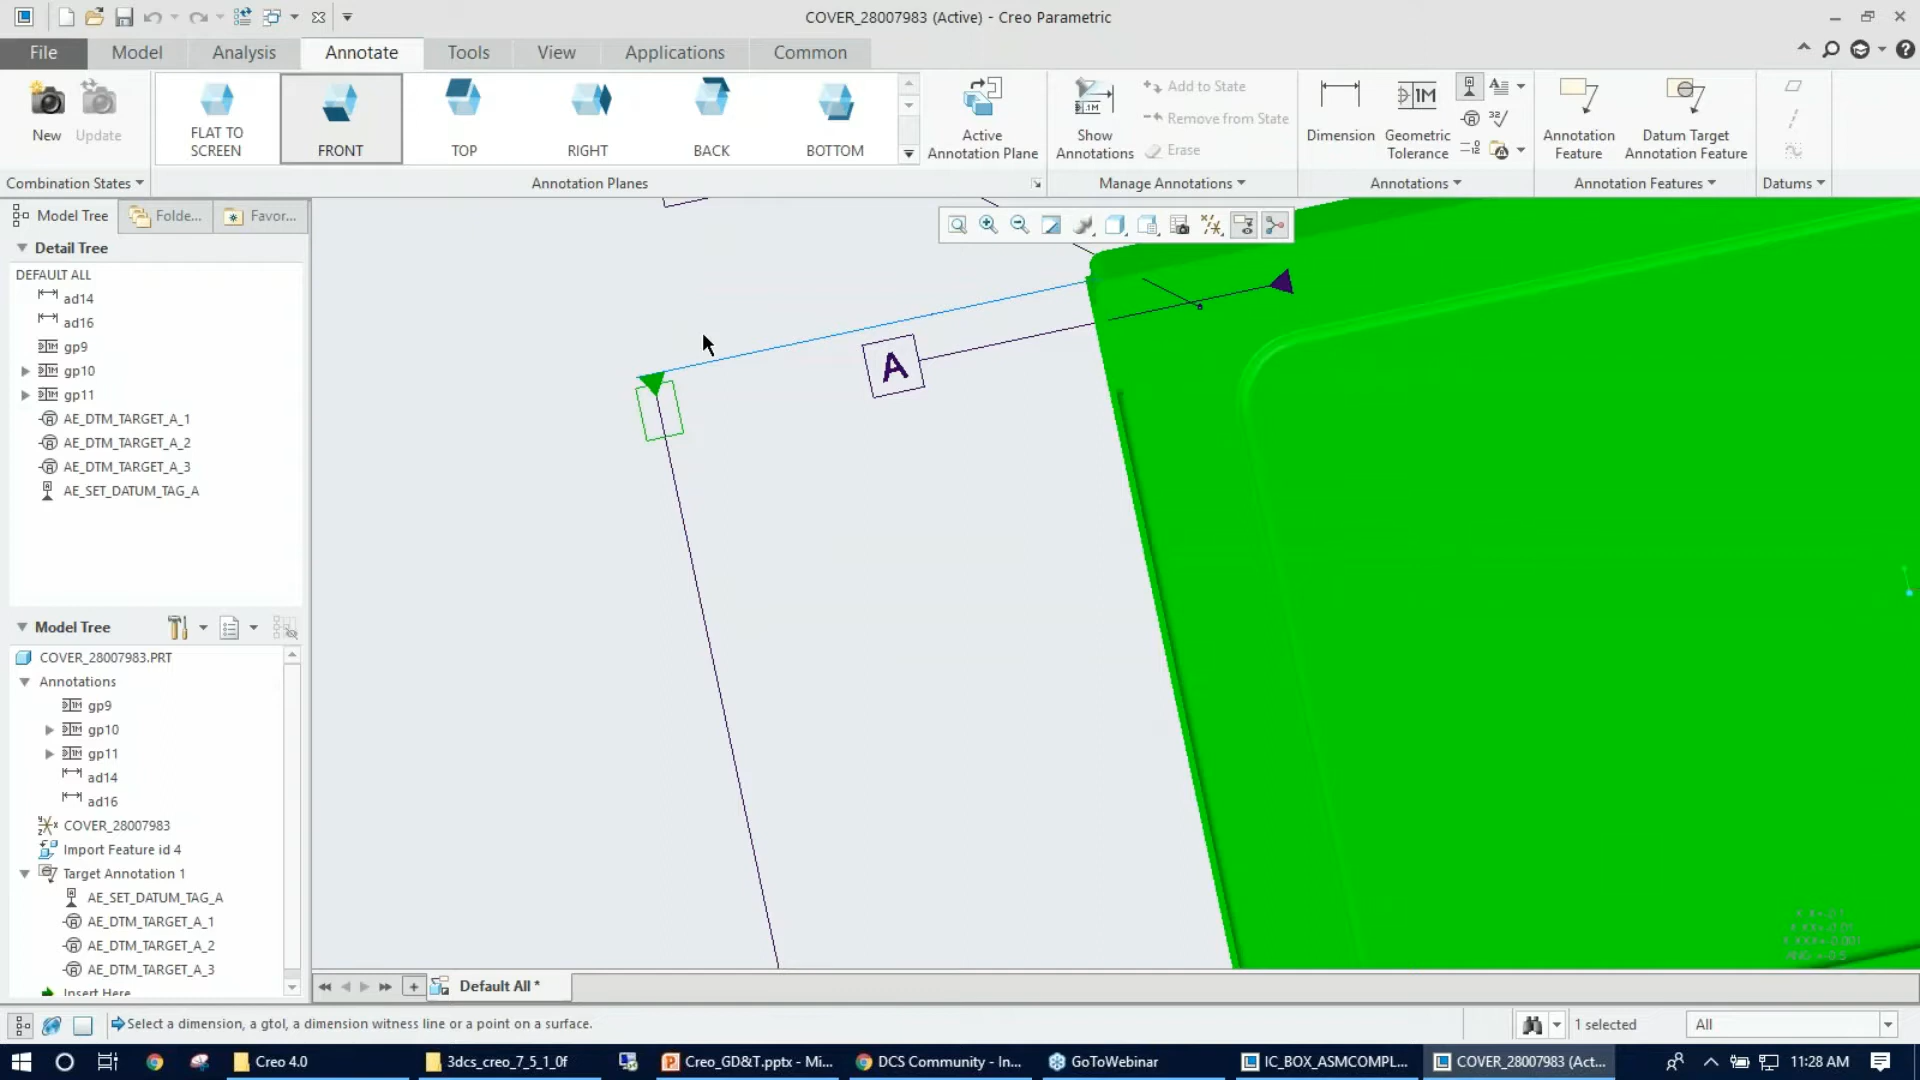 COVER_28007983 (Active) - Creo Parametric
File
Model
Analysis
Annotate
Tools
View
Applications
Common
New
Update
FLAT TO
SCREEN
FRONT
TOP
RIGHT
BACK
BOTTOM
Active
Annotation Plane
Show
Annotations
Add to State
Remove from State
Erase
Dimension
Geometric
Tolerance
Annotation
Feature
Datum Target
Annotation Feature
Combination States
Annotation Planes
Manage Annotations
Annotations
Annotation Features
Datums
Model Tree
Folde...
Favor...
Detail Tree
DEFAULT ALL
ad14
ad16
gp9
gp10
gp11
AE_DTM_TARGET_A_1
AE_DTM_TARGET_A_2
AE_DTM_TARGET_A_3
AE_SET_DATUM_TAG_A
Model Tree
COVER_28007983.PRT
Annotations
gp9
gp10
gp11
ad14
ad16
COVER_28007983
Import Feature id 4
Target Annotation 1
AE_SET_DATUM_TAG_A
AE_DTM_TARGET_A_1
AE_DTM_TARGET_A_2
AE_DTM_TARGET_A_3
Insert Here
A
Default All *
Select a dimension, a gtol, a dimension witness line or a point on a surface.
1 selected
All
Creo 4.0
3dcs_creo_7_5_1_0f
Creo_GD&T.pptx - Mi...
DCS Community - In...
GoToWebinar
IC_BOX_ASMCOMPL...
COVER_28007983 (Act...
11:28 AM